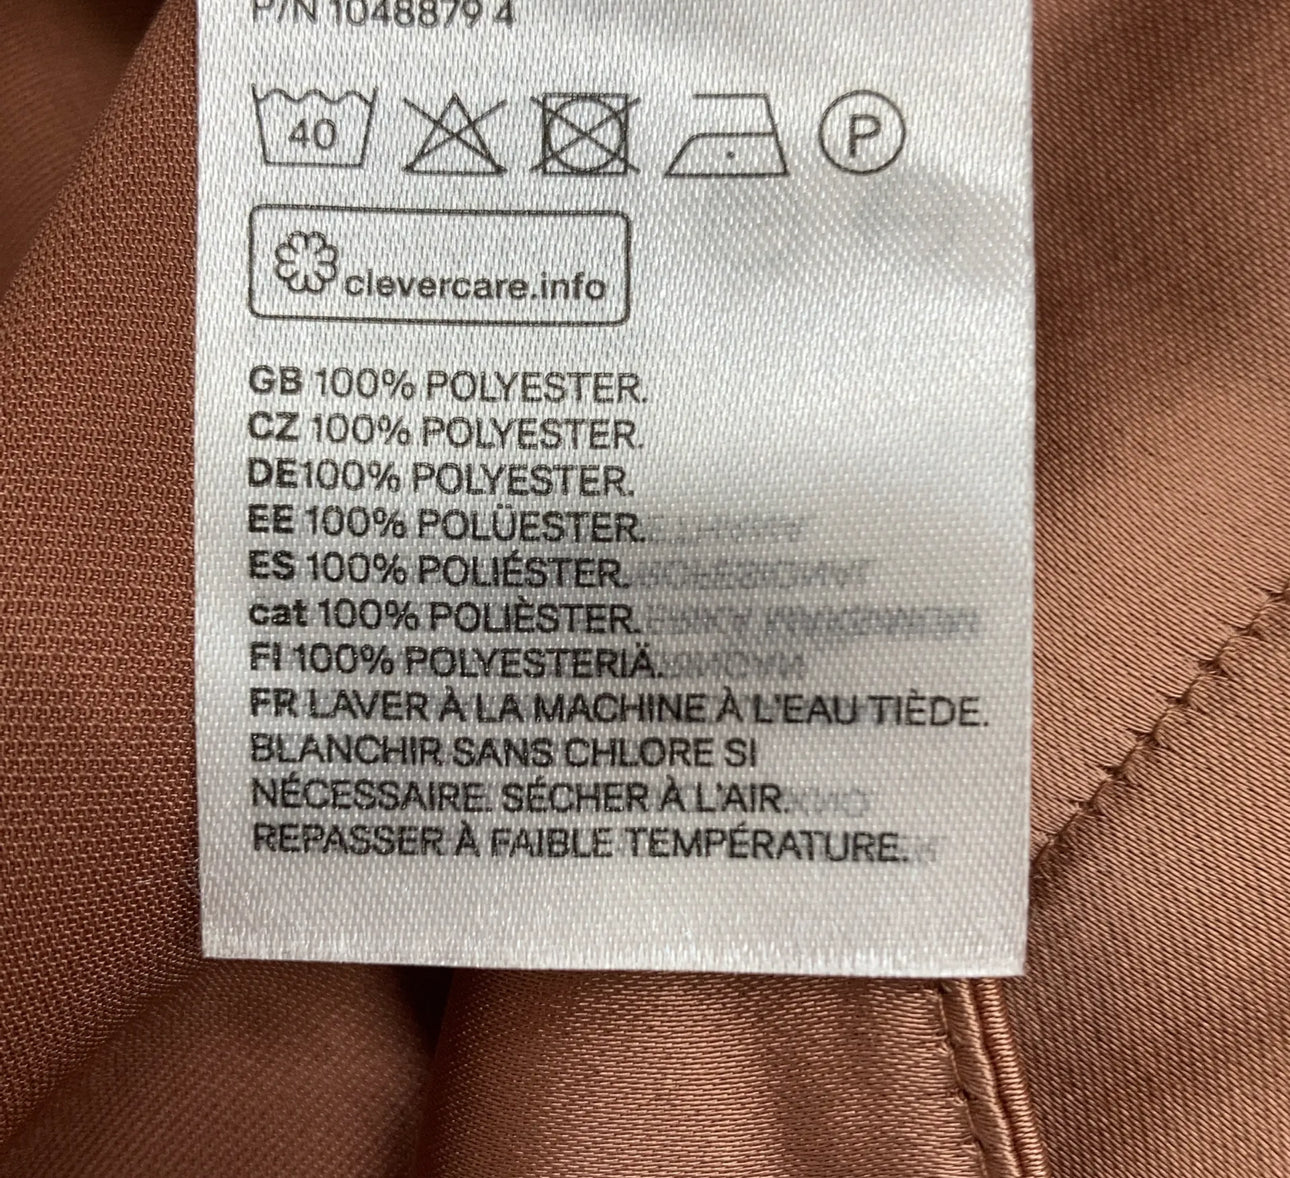 P/N 1048879 4
40
P
clevercare.info
GB 100% POLYESTER.
CZ 100% POLYESTER.
DE100% POLYESTER.
EE 100% POLÜESTER.
ES 100% POLIÉSTER.
cat 100% POLIÈSTER.
FI 100% POLYESTERIÄ.
FR LAVER À LA MACHINE À L'EAU TIÈDE.
BLANCHIR SANS CHLORE SI
NÉCESSAIRE. SÉCHER À L'AIR.
REPASSER À FAIBLE TEMPÉRATURE.